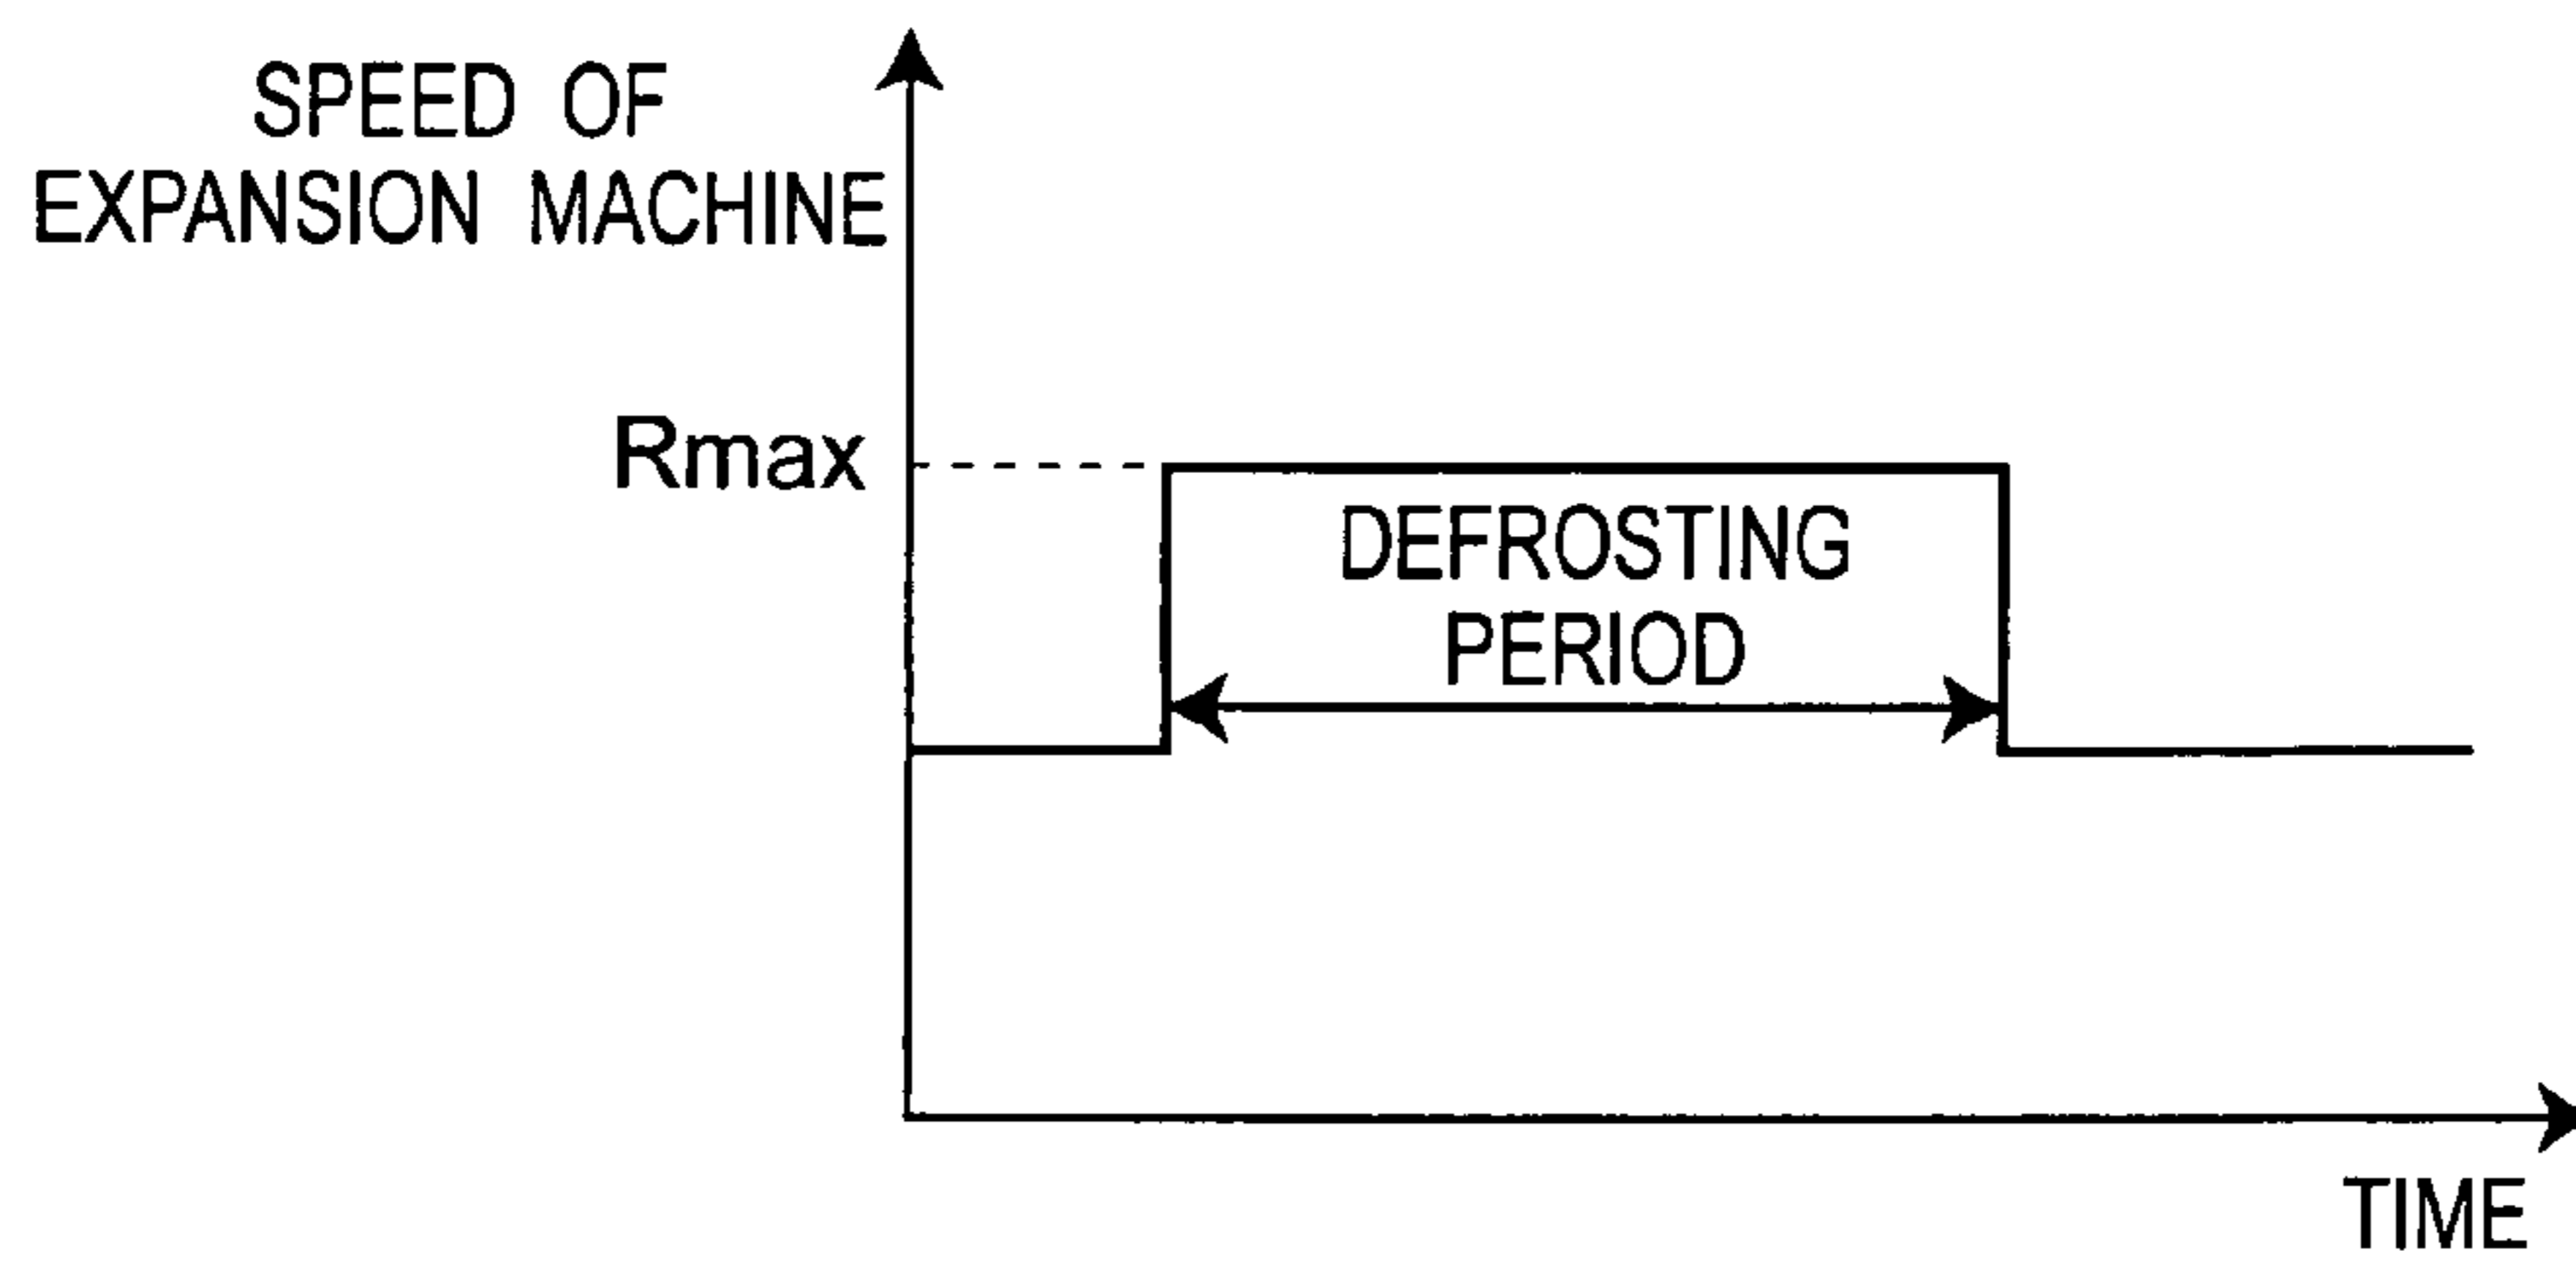 SPEED OF
EXPANSION MACHINE
Rmax
DEFROSTING
PERIOD
TIME